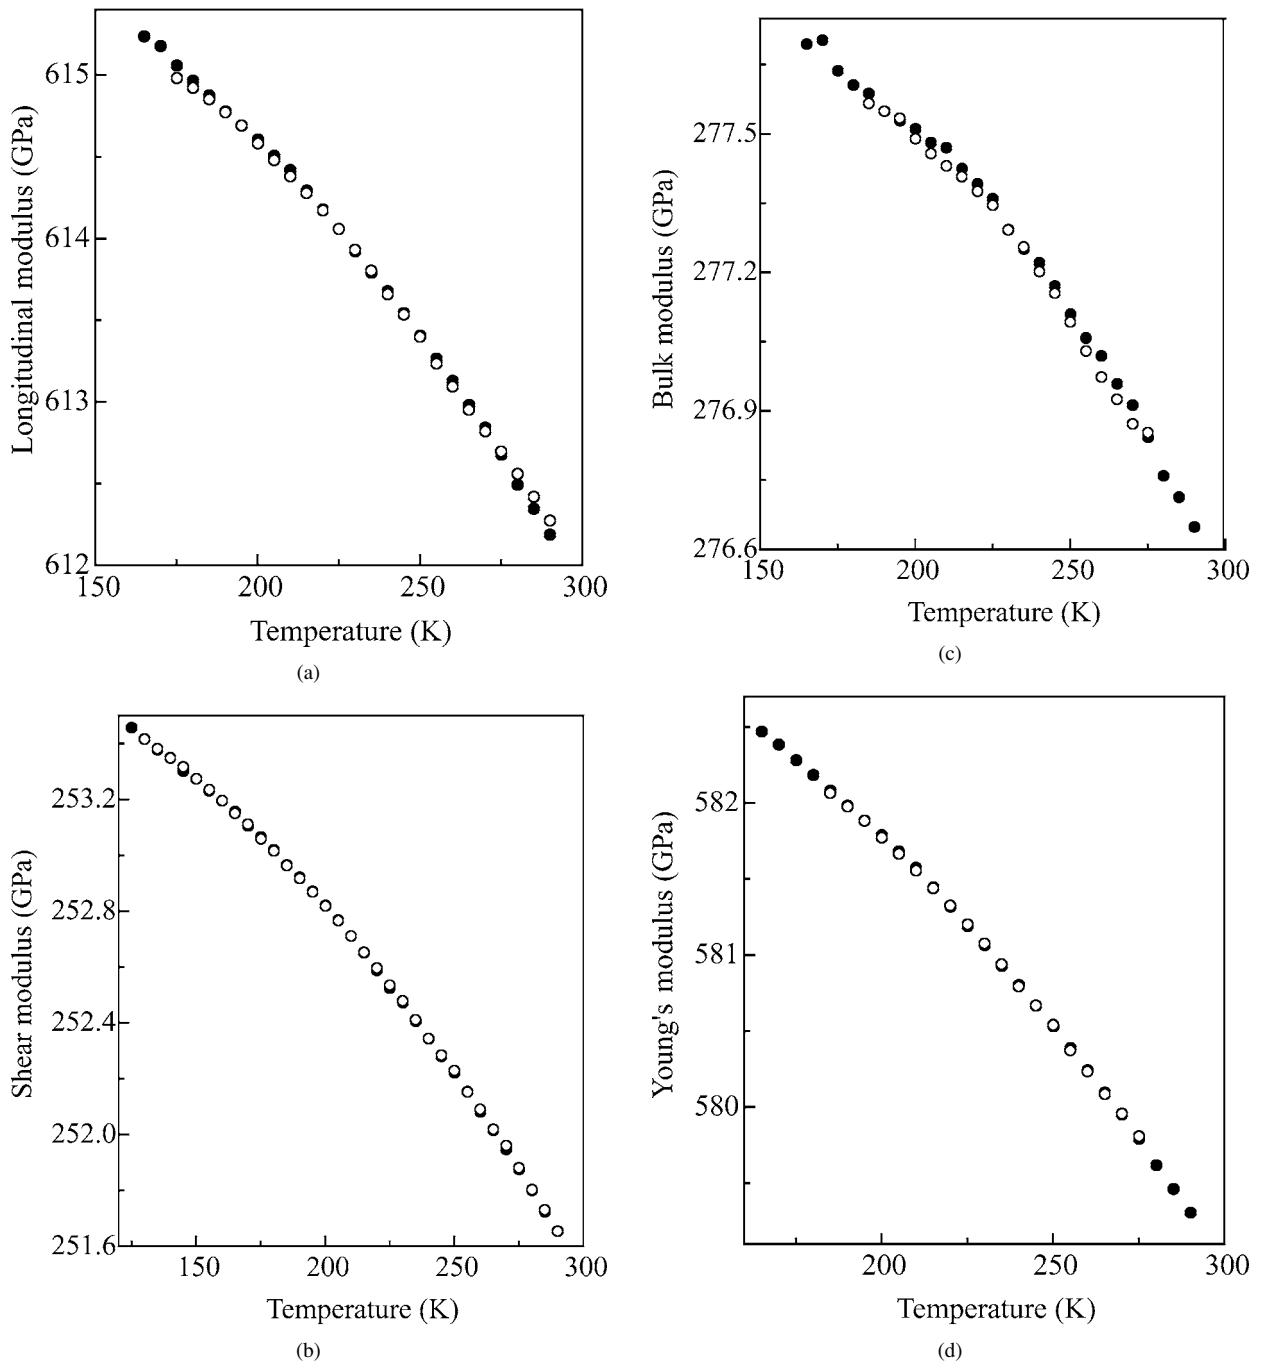 Longitudinal modulus (GPa)
615
614
613
612
150
200
250
300
Temperature (K)
(a)
Bulk modulus (GPa)
277.5
277.2
276.9
276.6
150
200
250
300
Temperature (K)
(c)
Shear modulus (GPa)
253.2
252.8
252.4
252.0
251.6
150
200
250
300
Temperature (K)
(b)
Young's modulus (GPa)
582
581
580
200
250
300
Temperature (K)
(d)